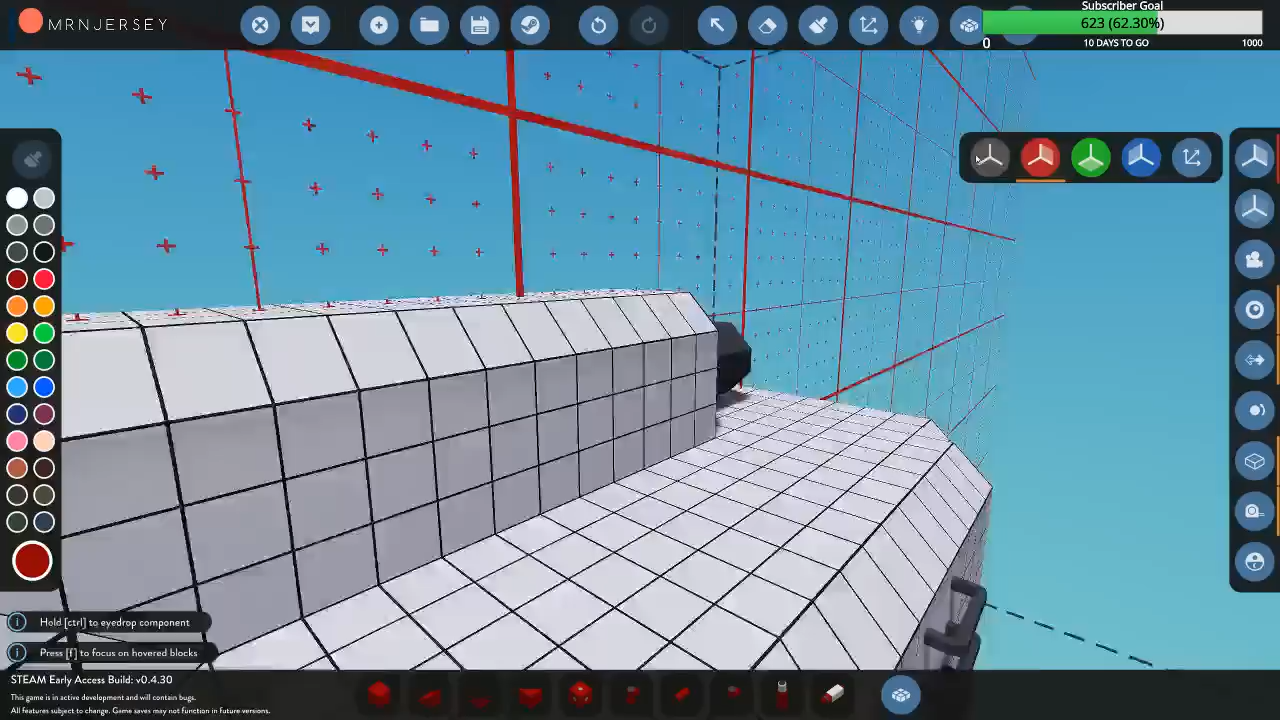 MRNJERSEY
Subscriber Goal
623 (62.30%)
0
10 DAYS TO GO
1000
Hold [ctrl] to eyedrop component
Press [f] to focus on hovered blocks
STEAM Early Access Build: v0.4.30
This game is in active development and will contain bugs.
All features subject to change. Game saves may not function in future versions.